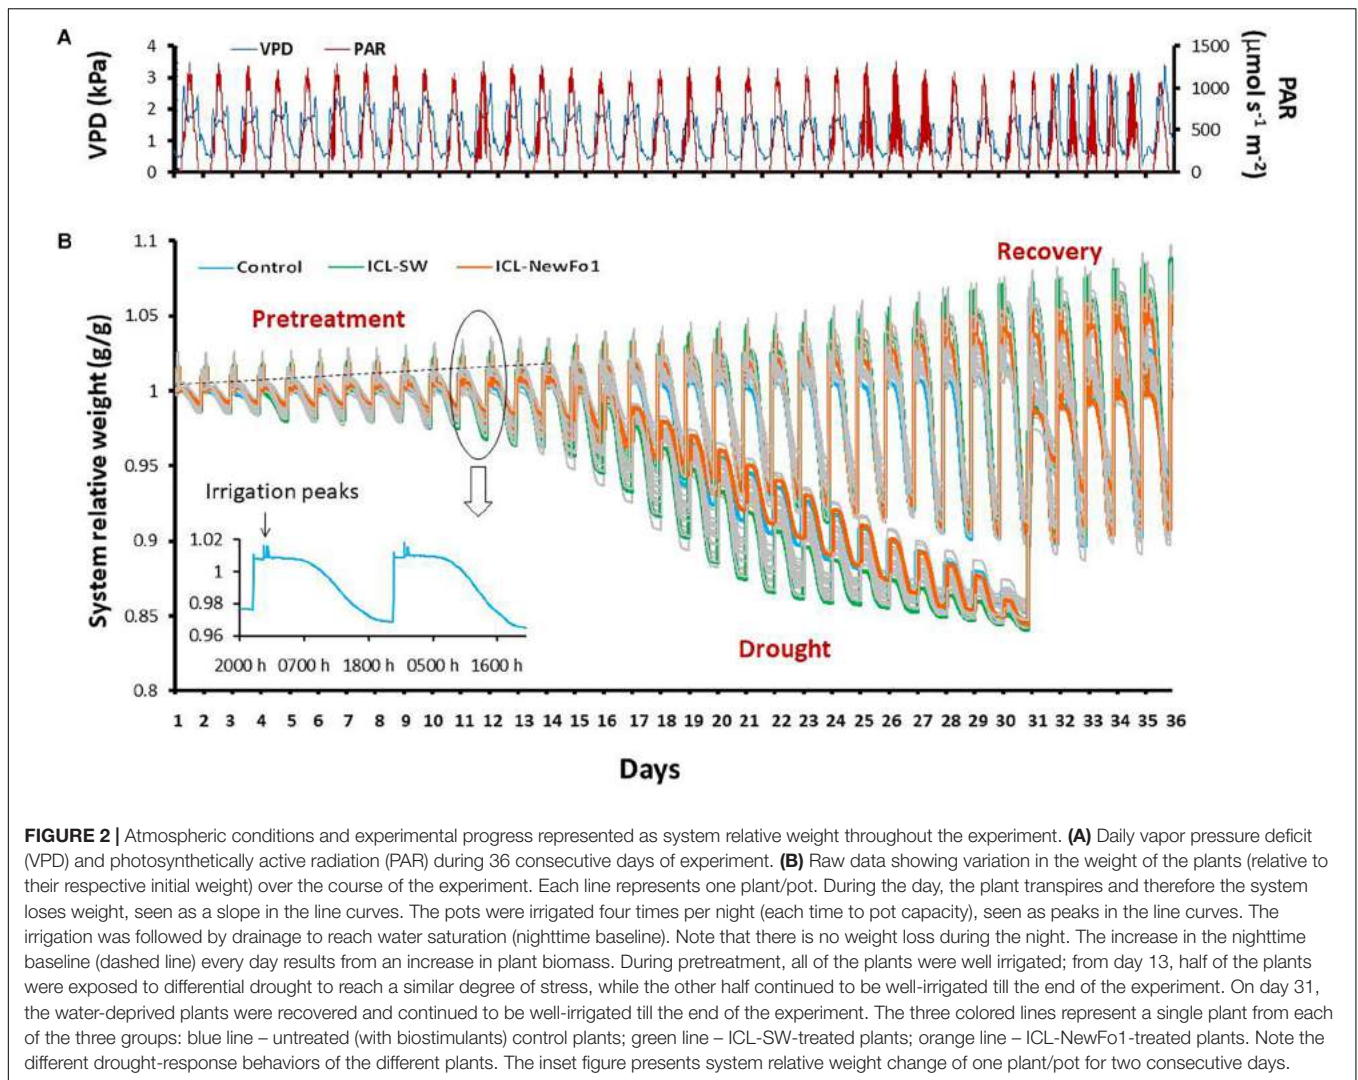 A
VPD PAR
4
3
2
1
0
VPD (kPa)
1500
1000
500
0
PAR
(μmol s-1 m-2)
B
1.1
1.05
1
0.95
0.9
0.85
0.8
System relative weight (g/g)
Control ICL-SW ICL-NewFo1
Recovery
Pretreatment
Irrigation peaks
1.02
1
0.98
0.96
2000 h 0700 h 1800 h 0500 h 1600 h
Drought
1 2 3 4 5 6 7 8 9 10 11 12 13 14 15 16 17 18 19 20 21 22 23 24 25 26 27 28 29 30 31 32 33 34 35 36
Days
FIGURE 2 | Atmospheric conditions and experimental progress represented as system relative weight throughout the experiment. (A) Daily vapor pressure deficit
(VPD) and photosynthetically active radiation (PAR) during 36 consecutive days of experiment. (B) Raw data showing variation in the weight of the plants (relative to
their respective initial weight) over the course of the experiment. Each line represents one plant/pot. During the day, the plant transpires and therefore the system
loses weight, seen as a slope in the line curves. The pots were irrigated four times per night (each time to pot capacity), seen as peaks in the line curves. The
irrigation was followed by drainage to reach water saturation (nighttime baseline). Note that there is no weight loss during the night. The increase in the nighttime
baseline (dashed line) every day results from an increase in plant biomass. During pretreatment, all of the plants were well irrigated; from day 13, half of the plants
were exposed to differential drought to reach a similar degree of stress, while the other half continued to be well-irrigated till the end of the experiment. On day 31,
the water-deprived plants were recovered and continued to be well-irrigated till the end of the experiment. The three colored lines represent a single plant from each
of the three groups: blue line – untreated (with biostimulants) control plants; green line – ICL-SW-treated plants; orange line – ICL-NewFo1-treated plants. Note the
different drought-response behaviors of the different plants. The inset figure presents system relative weight change of one plant/pot for two consecutive days.